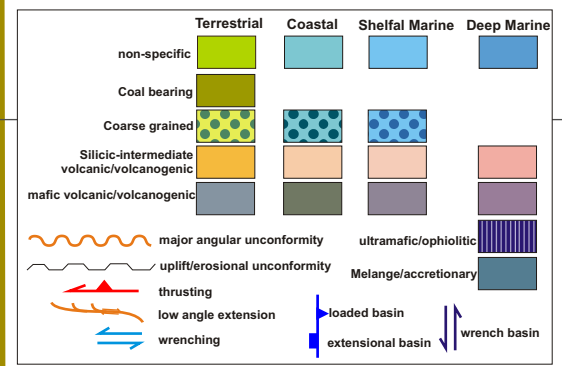 Terrestrial Coastal Shelfal Marine Deep Marine
non-specific
Coal bearing
Coarse grained
Silicic-intermediate
volcanic/volcanogenic
mafic volcanic/volcanogenic
major angular unconformity
ultramafic/ophiolitic
uplift/erosional unconformity
Melange/accretionary
thrusting
low angle extension
loaded basin
wrenching
extensional basin
wrench basin